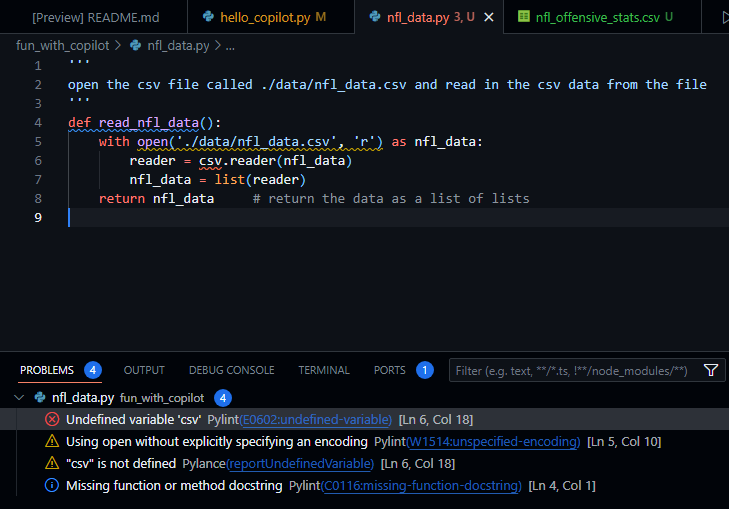 [Preview] README.md hello_copilot.py M nfl_data.py 3, U nfl_offensive_stats.csv U
fun_with_copilot > nfl_data.py > ...
1 '''
2 open the csv file called ./data/nfl_data.csv and read in the csv data from the file
3 '''
4 def read_nfl_data():
5     with open('./data/nfl_data.csv', 'r') as nfl_data:
6         reader = csv.reader(nfl_data)
7         nfl_data = list(reader)
8     return nfl_data     # return the data as a list of lists
9
PROBLEMS 4 OUTPUT DEBUG CONSOLE TERMINAL PORTS 1 Filter (e.g. text, **/*.ts, !**/node_modules/**)
nfl_data.py fun_with_copilot 4
Undefined variable 'csv' Pylint(E0602:undefined-variable) [Ln 6, Col 18]
Using open without explicitly specifying an encoding Pylint(W1514:unspecified-encoding) [Ln 5, Col 10]
"csv" is not defined Pylance(reportUndefinedVariable) [Ln 6, Col 18]
Missing function or method docstring Pylint(C0116:missing-function-docstring) [Ln 4, Col 1]